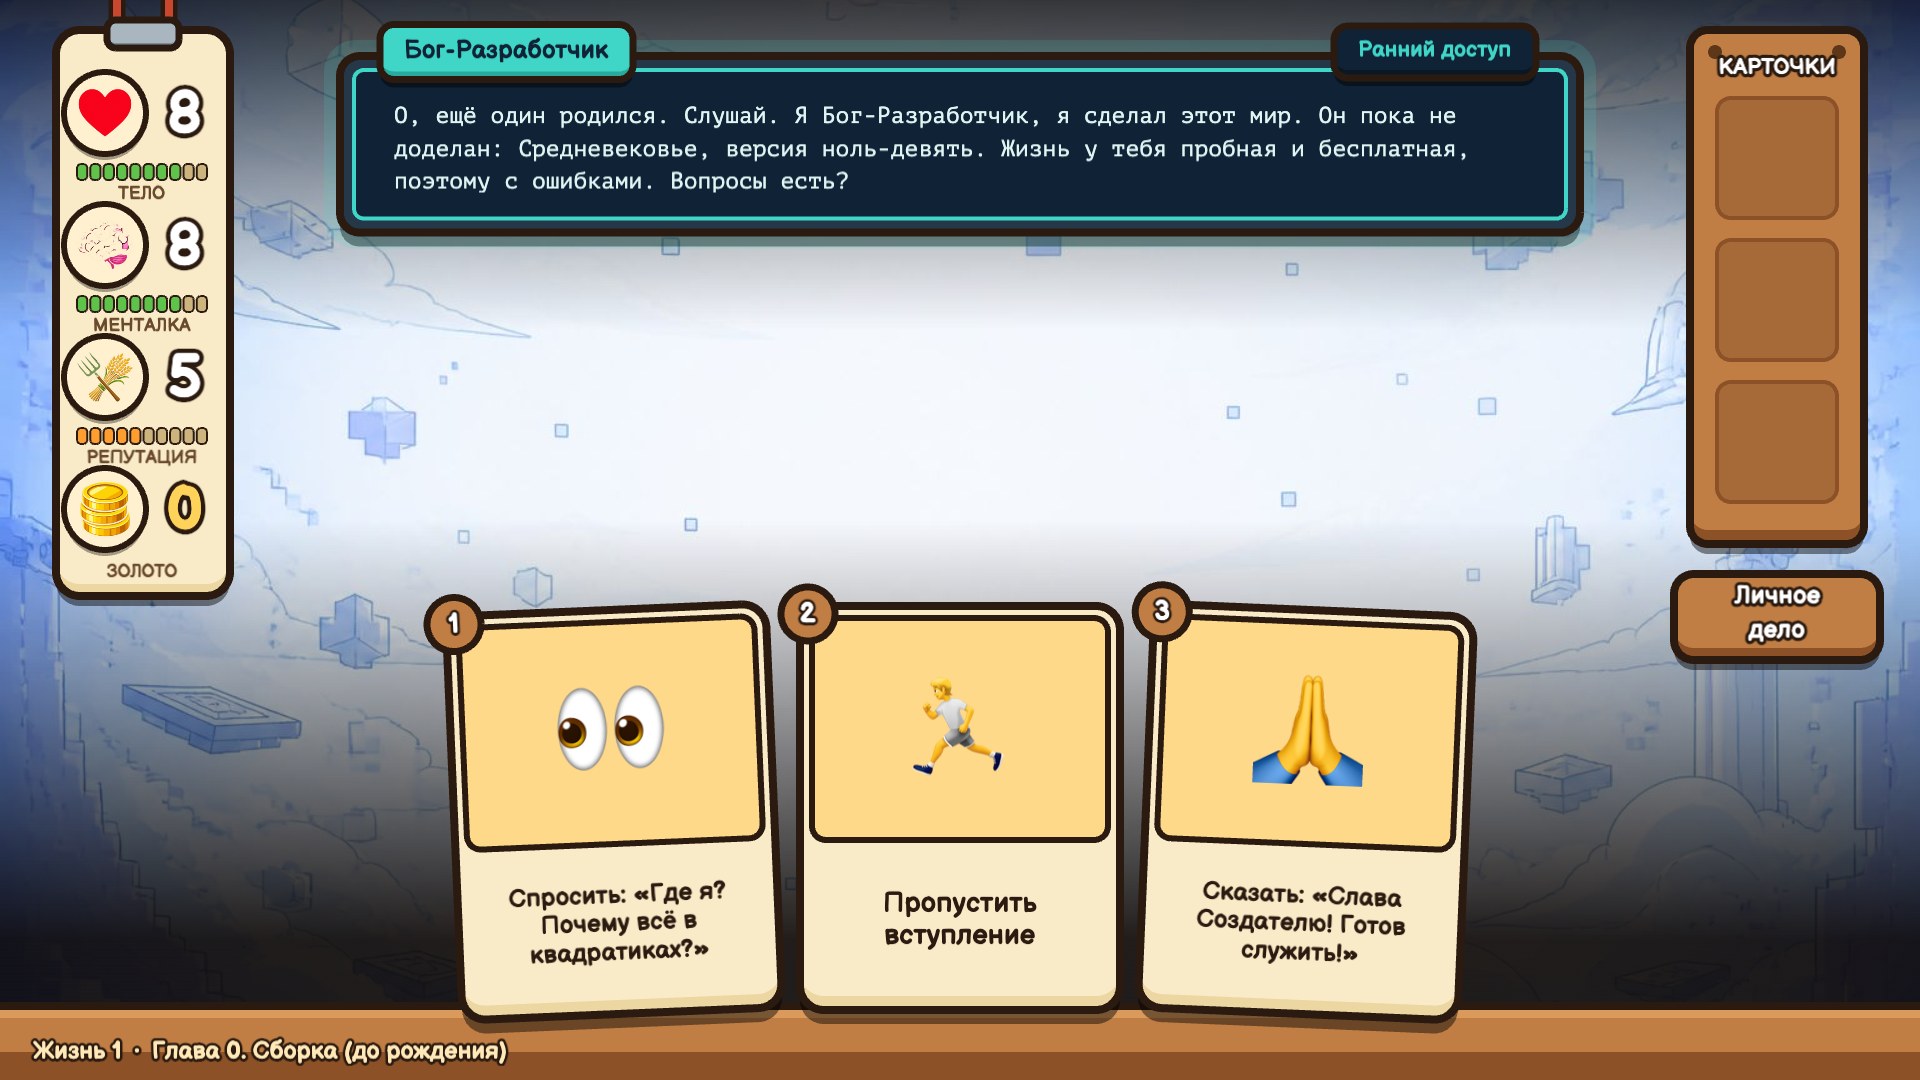 Бог-Разработчик
Ранний доступ
О, ещё один родился. Слушай. Я Бог-Разработчик, я сделал этот мир. Он пока не
доделан: Средневековье, версия ноль-девять. Жизнь у тебя пробная и бесплатная,
поэтому с ошибками. Вопросы есть?
8
ТЕЛО
8
МЕНТАЛКА
5
РЕПУТАЦИЯ
0
ЗОЛОТО
КАРТОЧКИ
Личное
дело
1
Спросить: «Где я?
Почему всё в
квадратиках?»
2
Пропустить
вступление
3
Сказать: «Слава
Создателю! Готов
служить!»
Жизнь 1 · Глава 0. Сборка (до рождения)